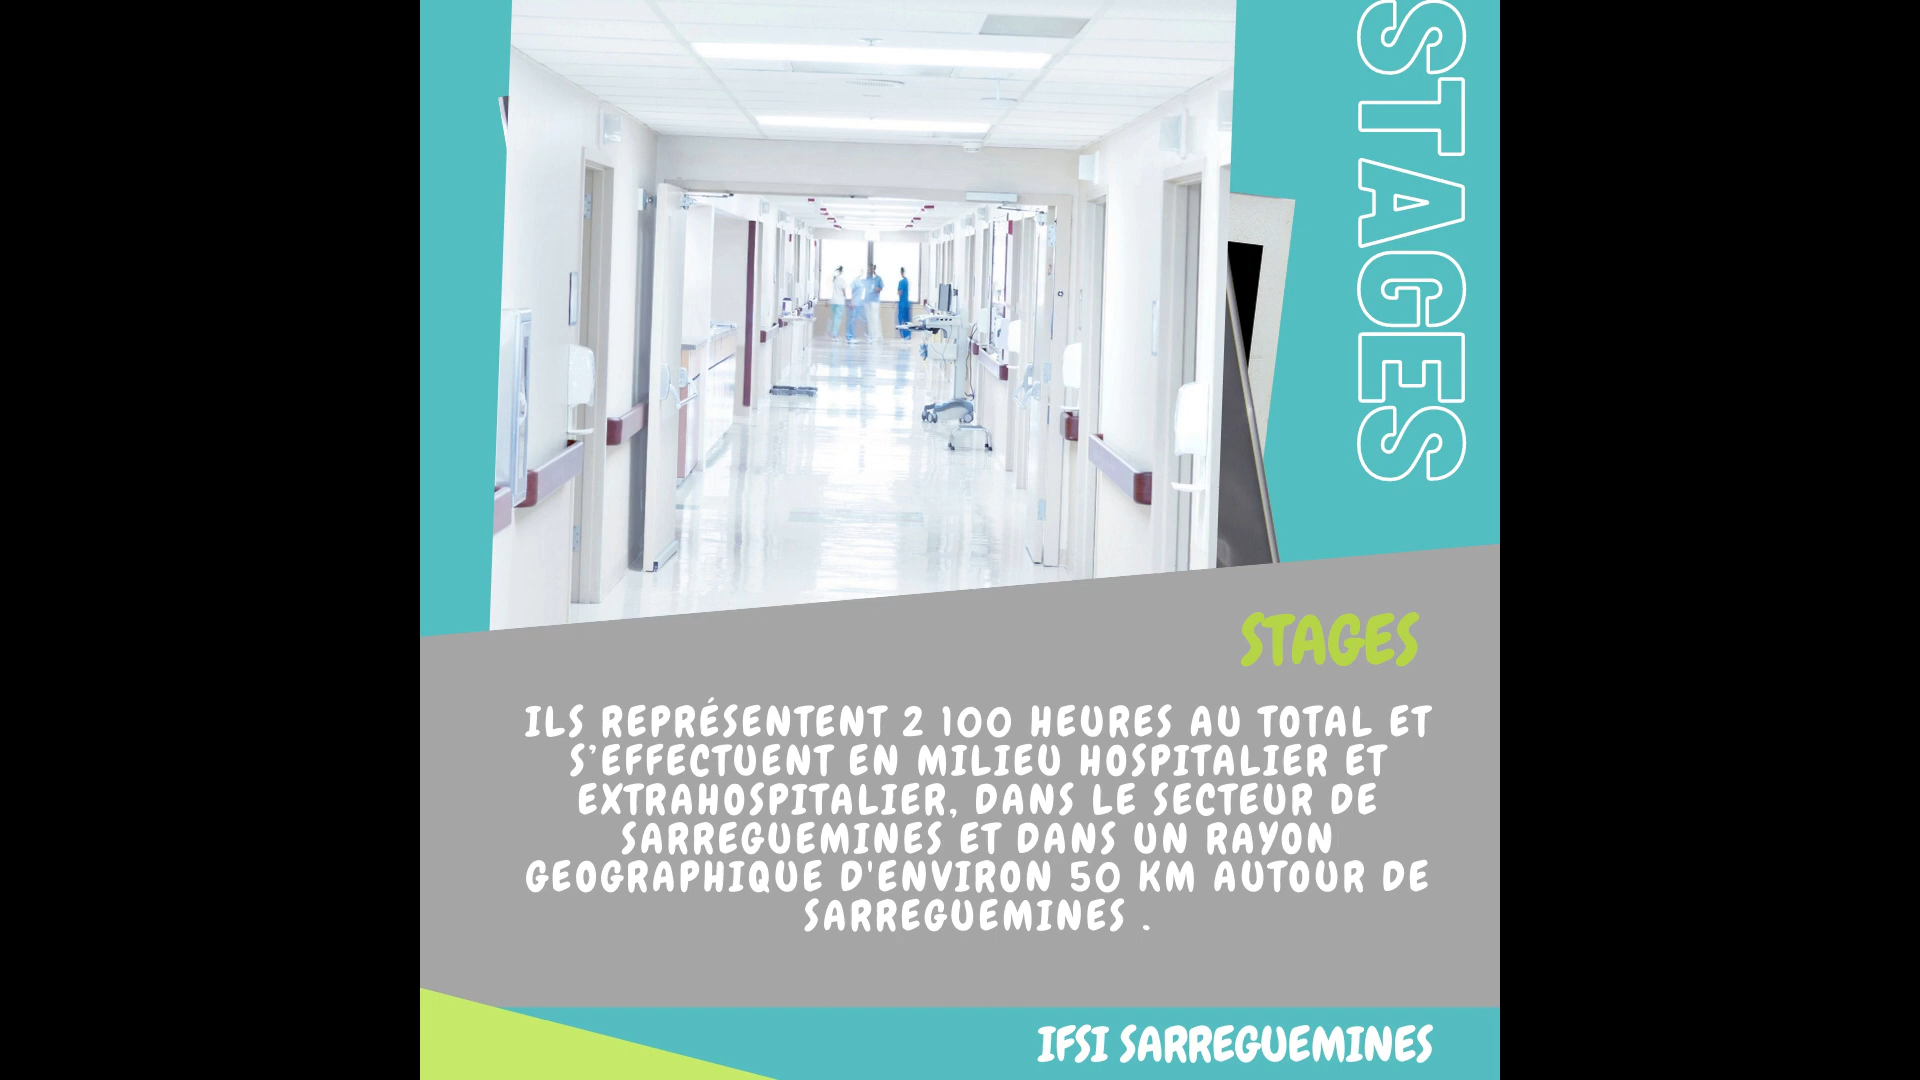 STAGES
STAGES
ILS REPRÉSENTENT 2 100 HEURES AU TOTAL ET
S'EFFECTUENT EN MILIEU HOSPITALIER ET
EXTRAHOSPITALIER, DANS LE SECTEUR DE
SARREGUEMINES ET DANS UN RAYON
GEOGRAPHIQUE D'ENVIRON 50 KM AUTOUR DE
SARREGUEMINES .
IFSI SARREGUEMINES